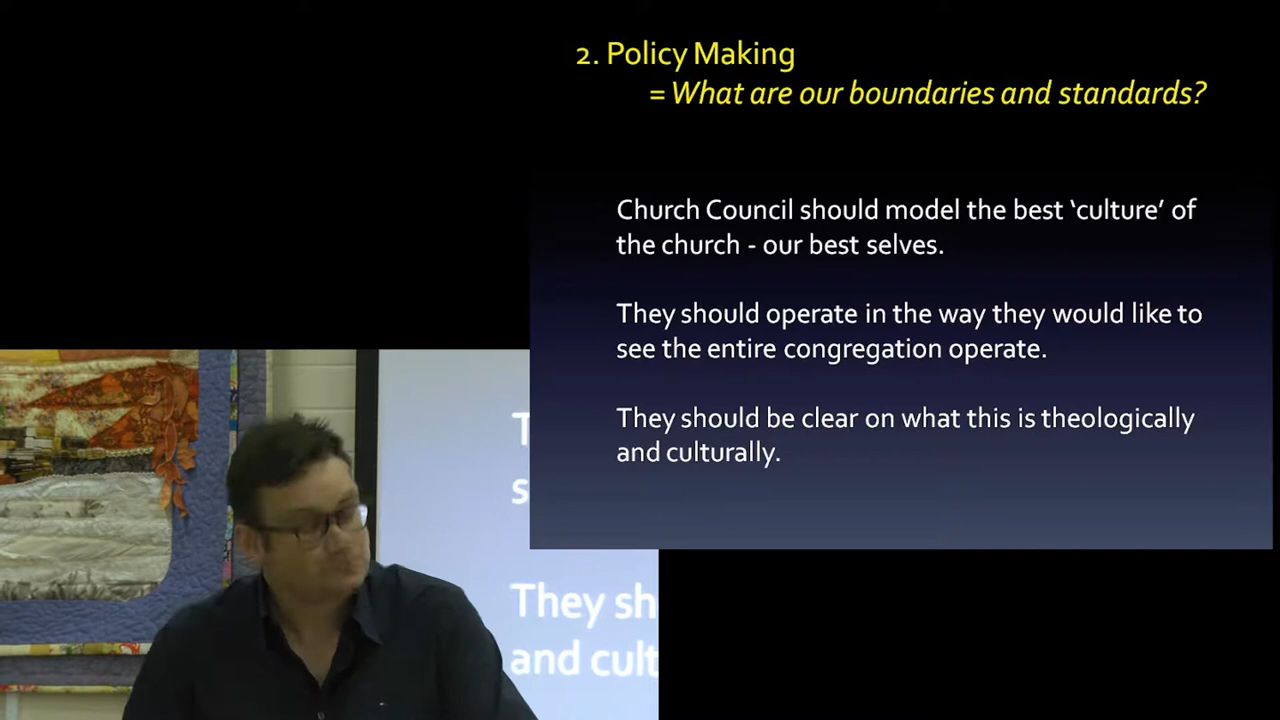 2. Policy Making
= What are our boundaries and standards?
Church Council should model the best ‘culture’ of
the church - our best selves.
They should operate in the way they would like to
see the entire congregation operate.
They should be clear on what this is theologically
and culturally.
T
s
They sh
and cult